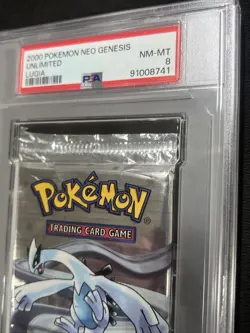 2000 POKEMON NEO GENESIS
UNLIMITED
LUGIA
NM-MT
8
PSA
91008741
POKéMON
TRADING CARD GAME